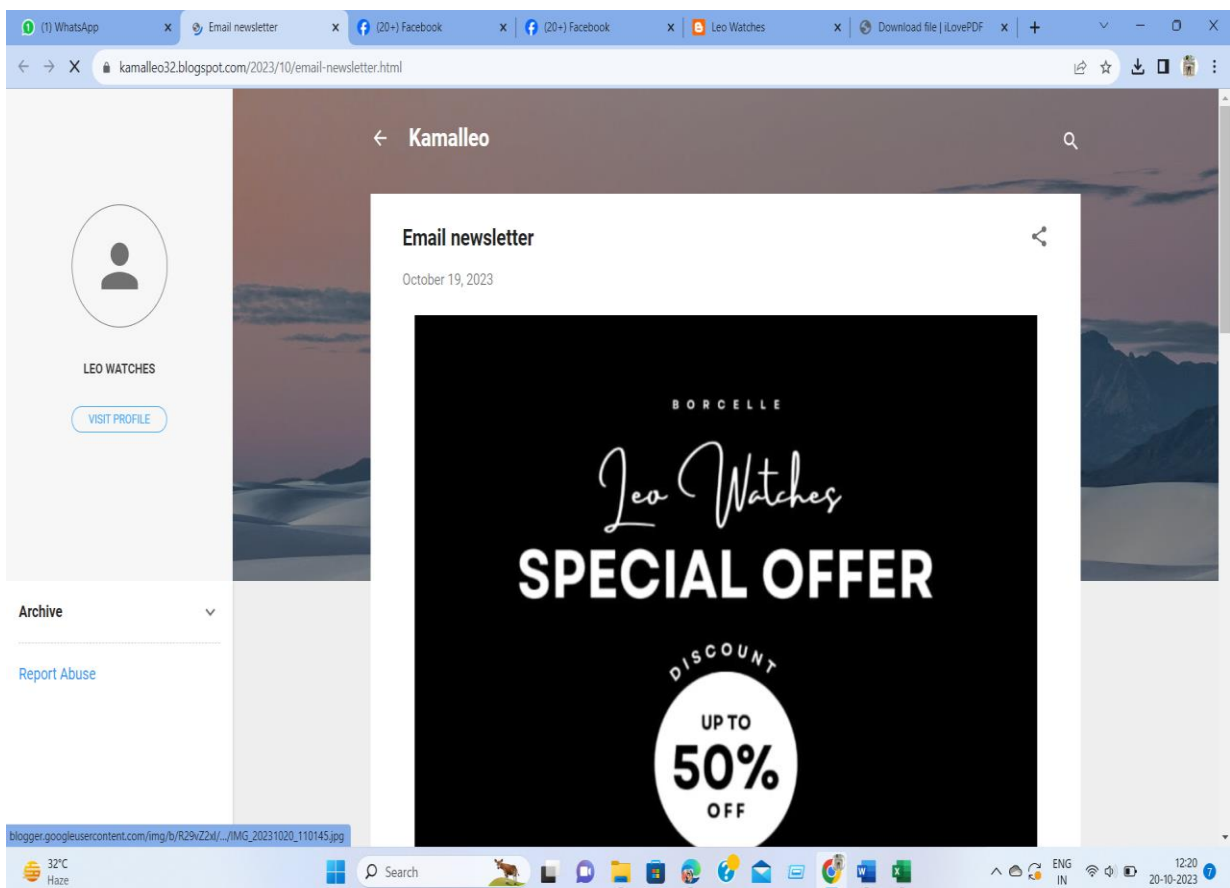 (1) WhatsApp
Email newsletter
(20+) Facebook
(20+) Facebook
Leo Watches
Download file | iLovePDF
kamalleo32.blogspot.com/2023/10/email-newsletter.html
Kamalleo
LEO WATCHES
VISIT PROFILE
Archive
Report Abuse
Email newsletter
October 19, 2023
BORCELLE
Leo Watches
SPECIAL OFFER
DISCOUNT
UP TO
50%
OFF
blogger.googleusercontent.com/img/b/R29vZ2xl/.../IMG_20231020_110145.jpg
32°C
Haze
Search
ENG
IN
12:20
20-10-2023
7